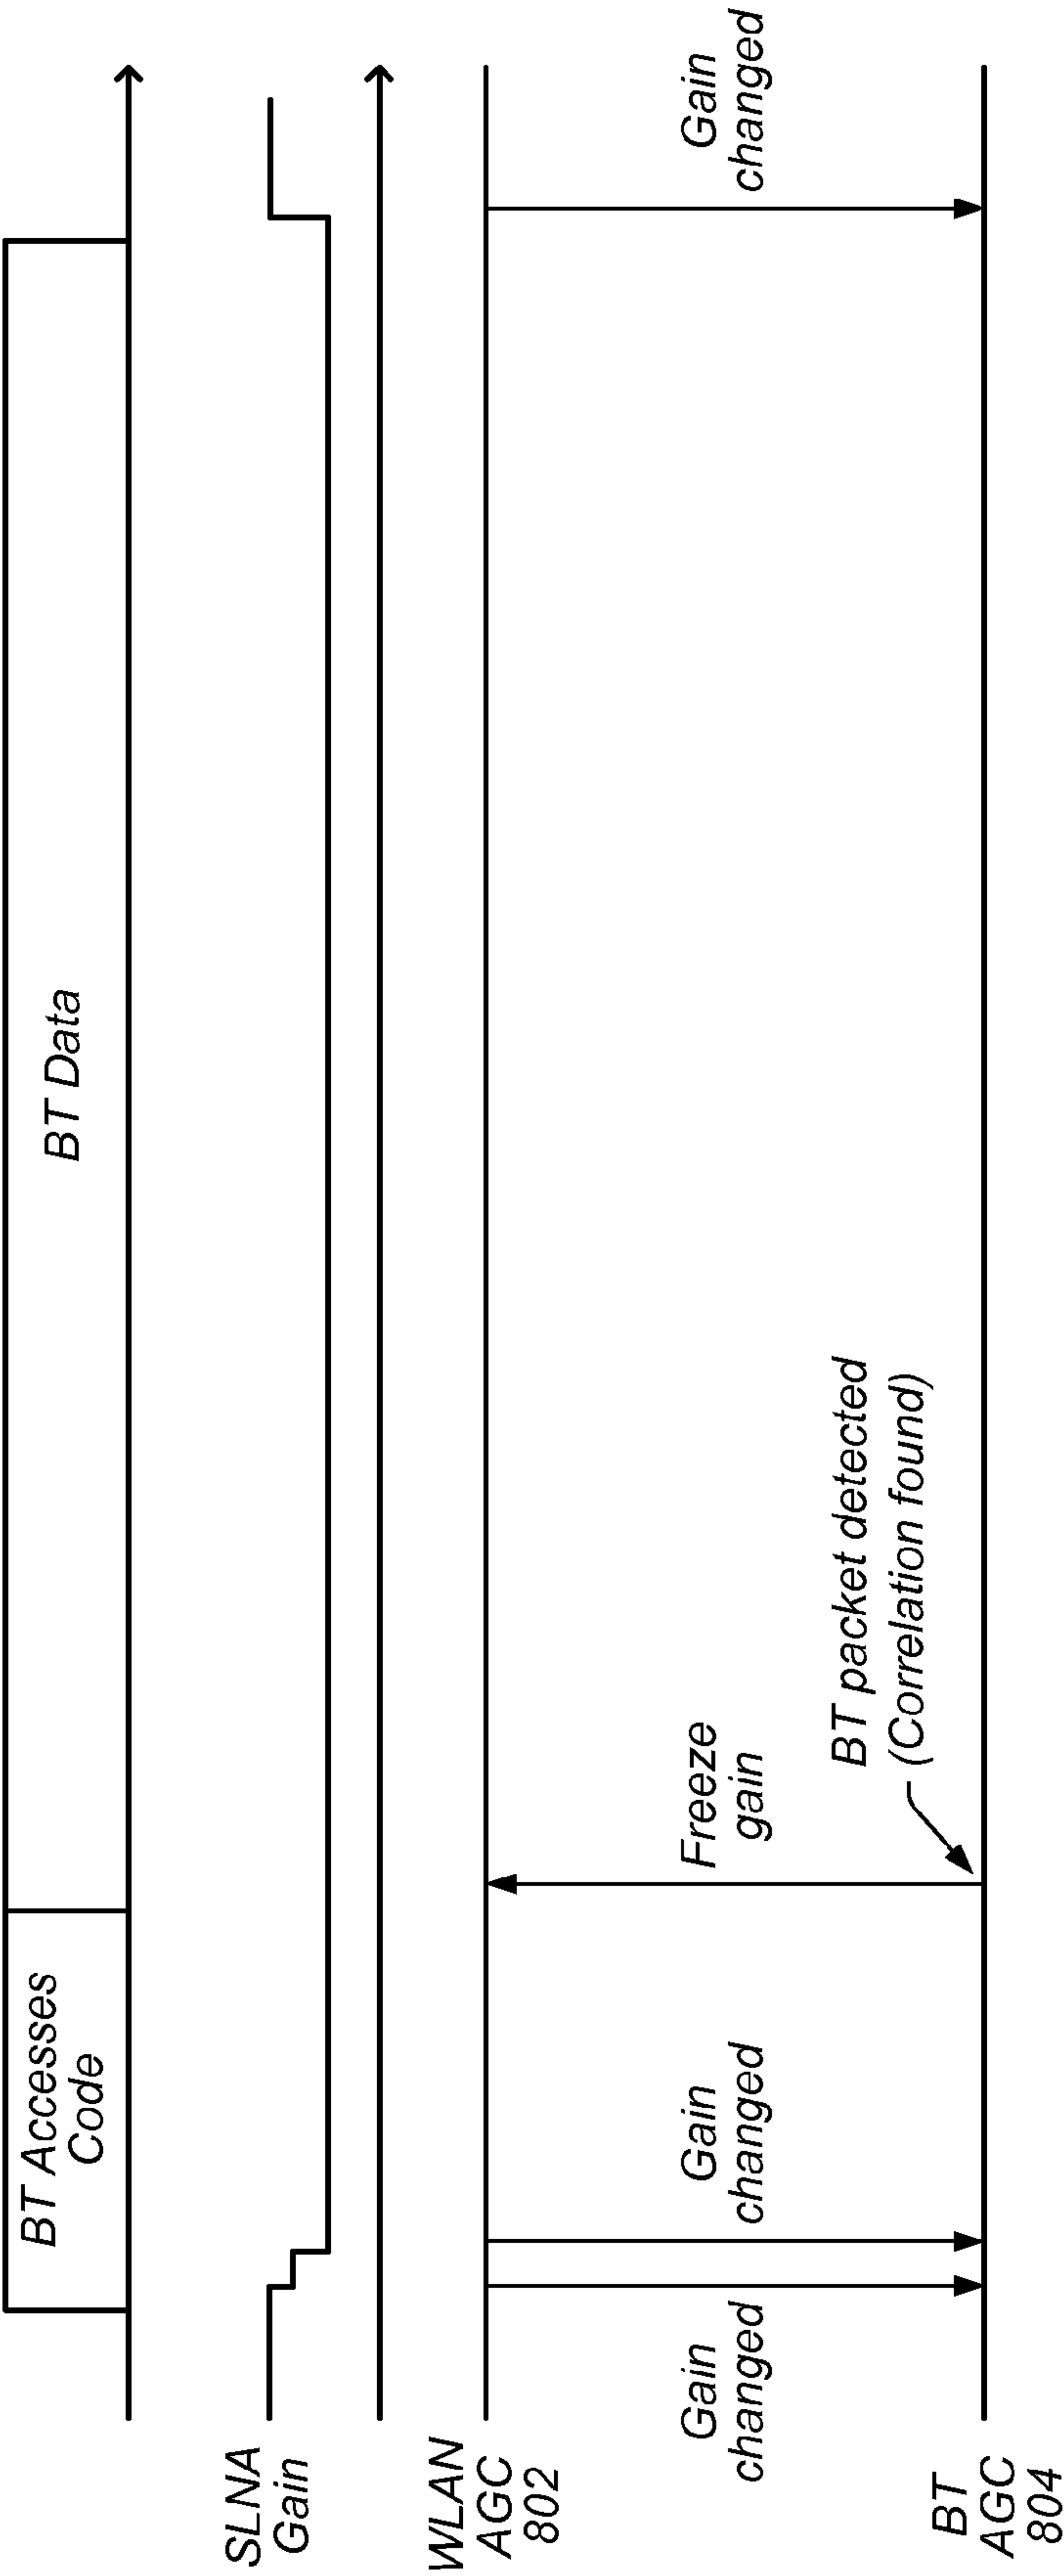 BT Accesses
Code
BT Data
SLNA
Gain
WLAN
AGC
802
Gain
changed
Gain
changed
Freeze
gain
Gain
changed
BT packet detected
(Correlation found)
BT
AGC
804